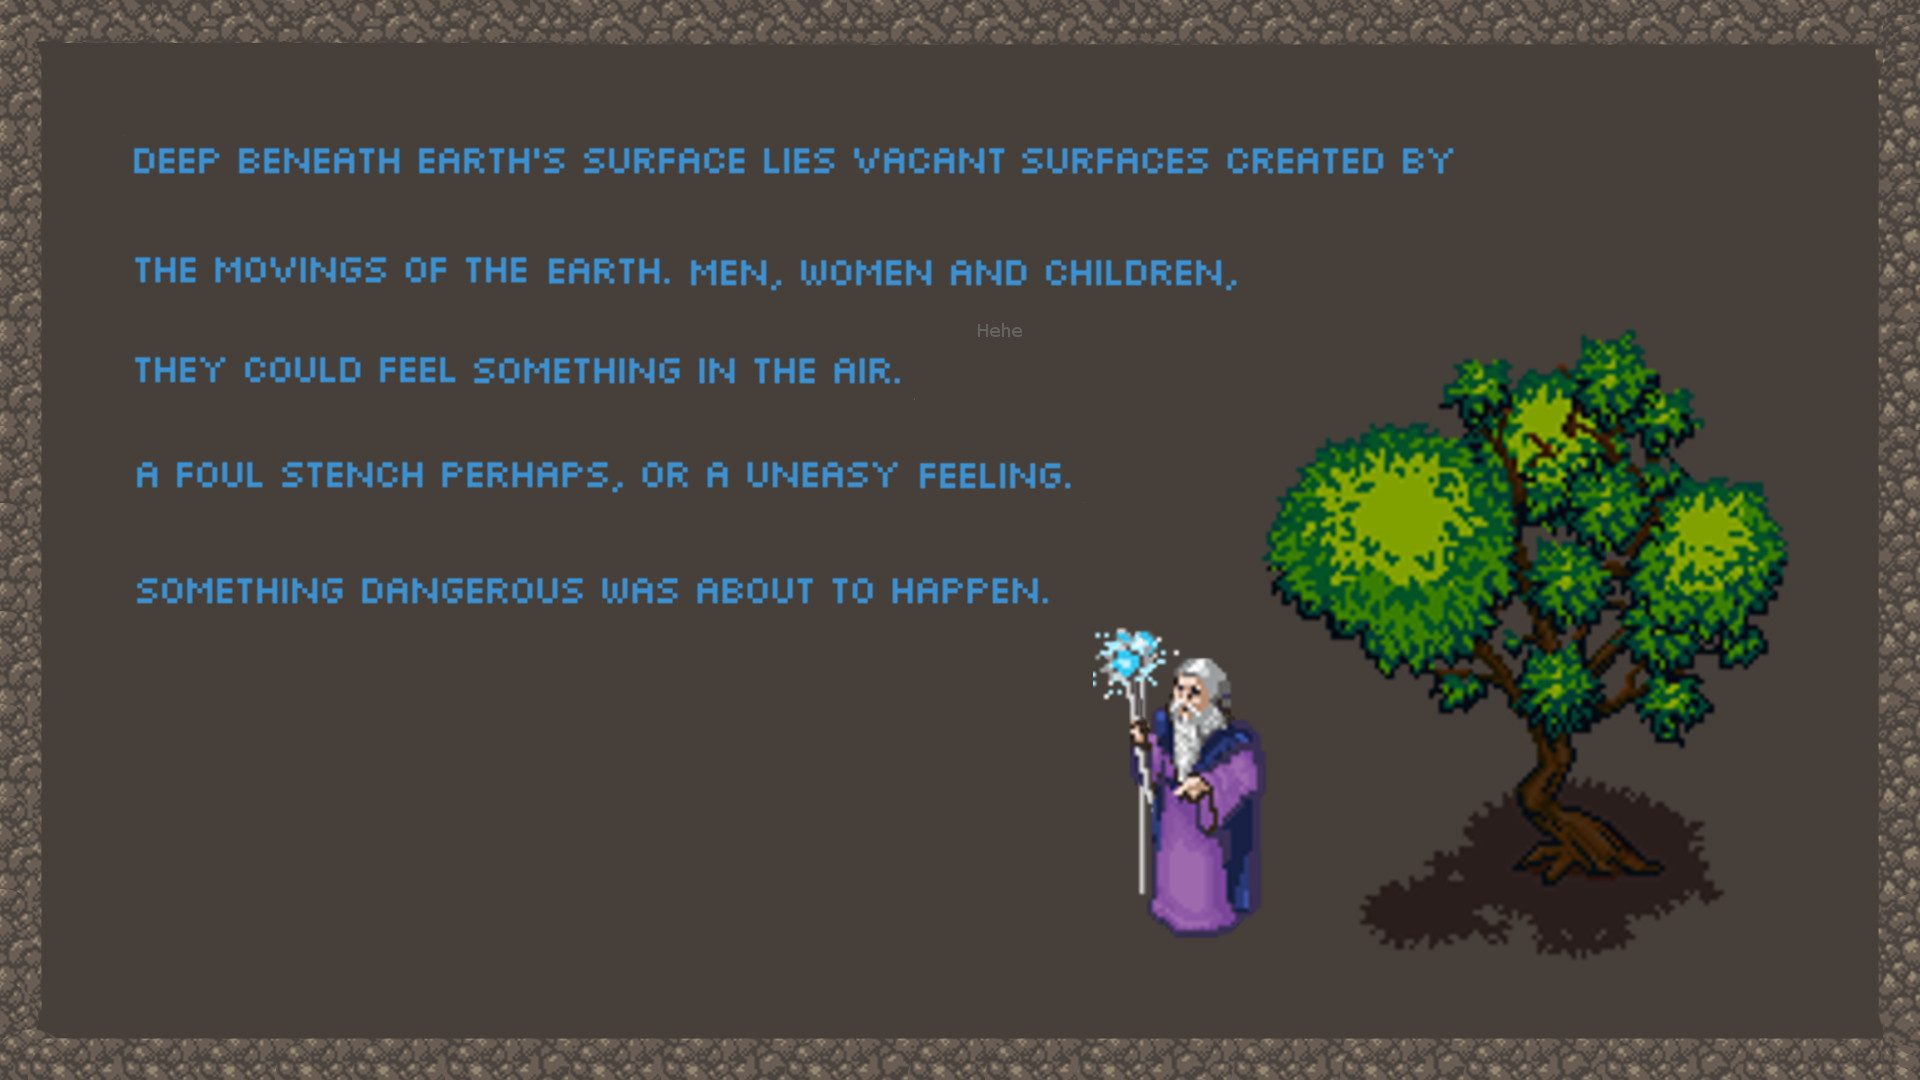 DEEP BENEATH EARTH'S SURFACE LIES VACANT SURFACES CREATED BY
THE MOVINGS OF THE EARTH. MEN, WOMEN AND CHILDREN,
Hehe
THEY COULD FEEL SOMETHING IN THE AIR.
A FOUL STENCH PERHAPS, OR A UNEASY FEELING.
SOMETHING DANGEROUS WAS ABOUT TO HAPPEN.